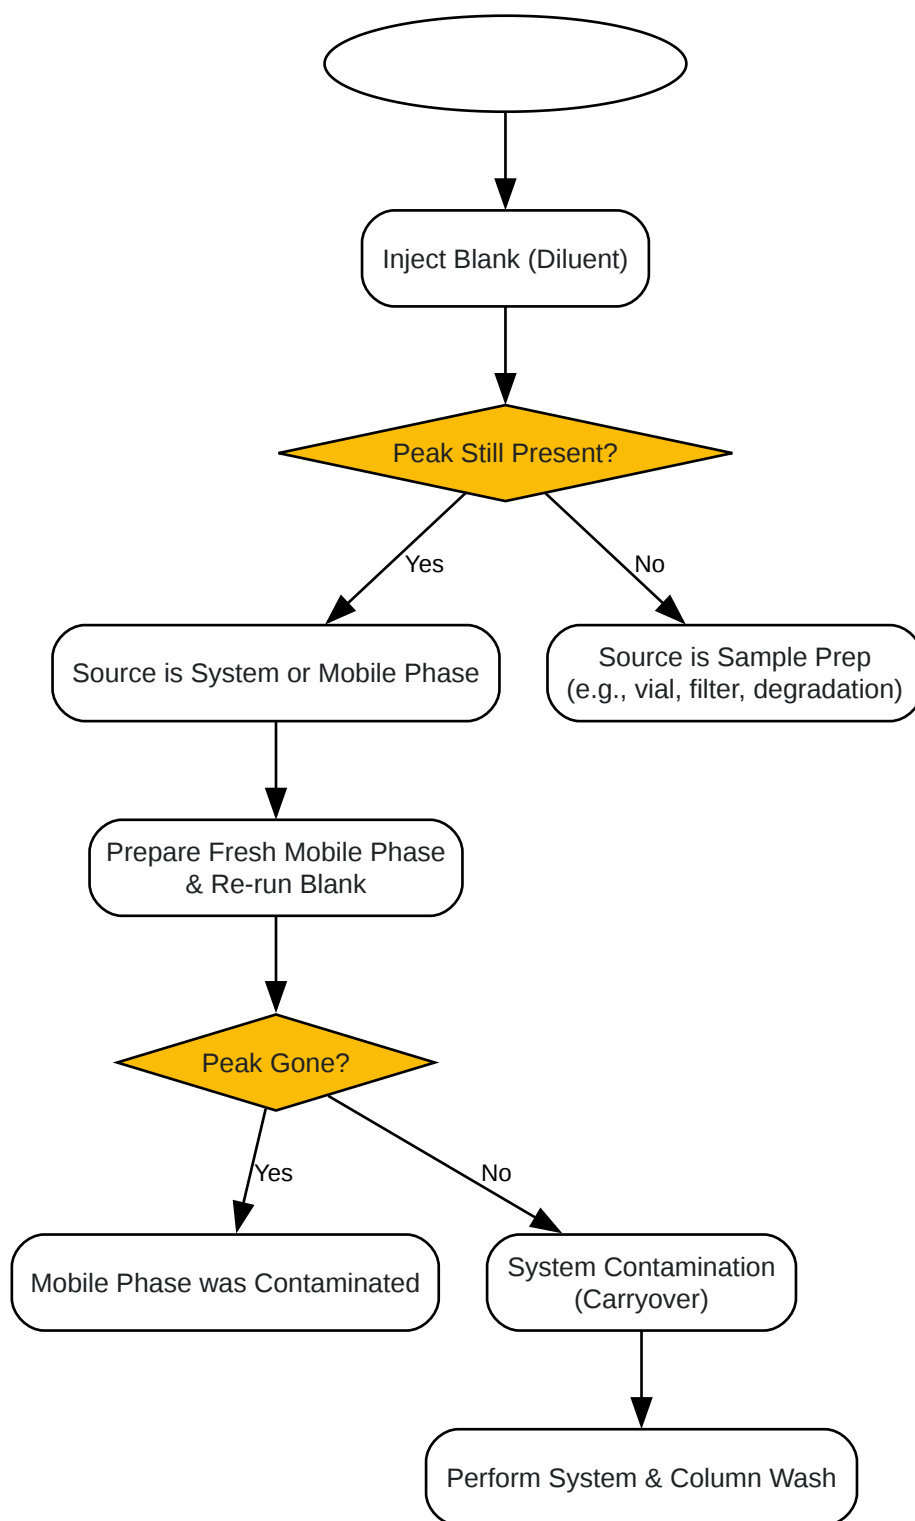 Inject Blank (Diluent)
Peak Still Present?
Yes
No
Source is System or Mobile Phase
Source is Sample Prep
(e.g., vial, filter, degradation)
Prepare Fresh Mobile Phase
& Re-run Blank
Peak Gone?
Yes
No
Mobile Phase was Contaminated
System Contamination
(Carryover)
Perform System & Column Wash